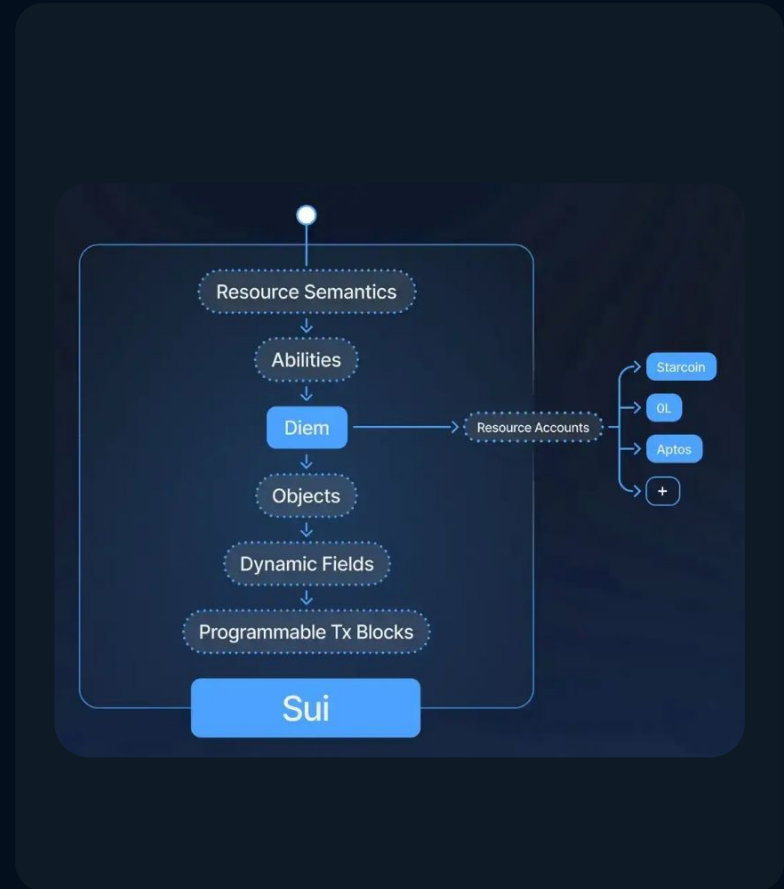 Resource Semantics
Abilities
Diem
Resource Accounts
Starcoin
0L
Aptos
+
Objects
Dynamic Fields
Programmable Tx Blocks
Sui